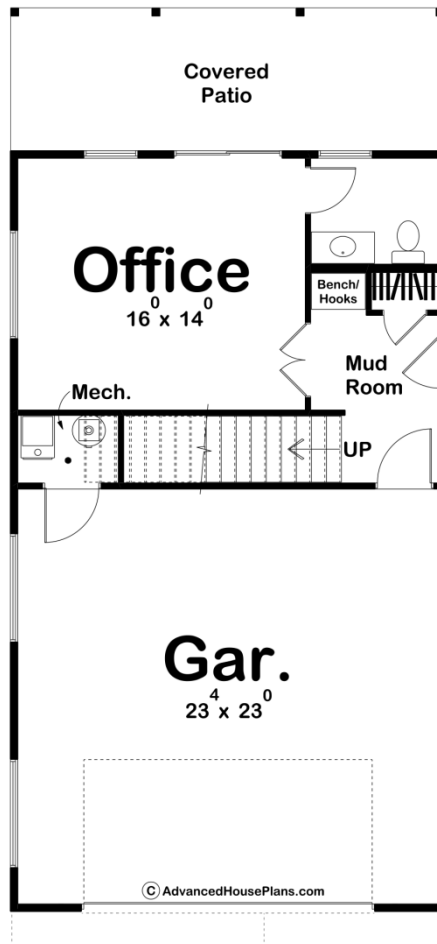 Covered
Patio
Office
16⁰ x 14⁰
Bench/
Hooks
Mud
Room
Mech.
UP
Gar.
23⁴ x 23⁰
© AdvancedHousePlans.com